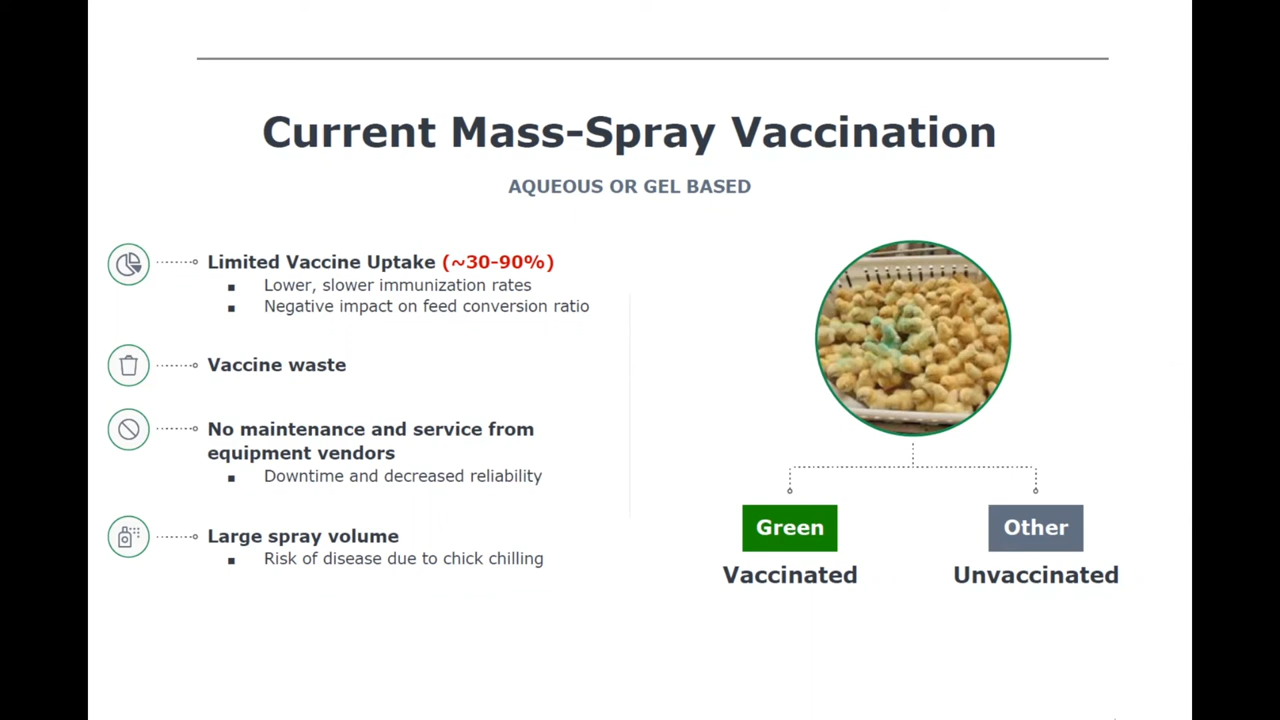 Current Mass-Spray Vaccination
AQUEOUS OR GEL BASED
Limited Vaccine Uptake (~30-90%)
▪ Lower, slower immunization rates
▪ Negative impact on feed conversion ratio
Vaccine waste
No maintenance and service from
equipment vendors
▪ Downtime and decreased reliability
Large spray volume
▪ Risk of disease due to chick chilling
Green
Vaccinated
Other
Unvaccinated